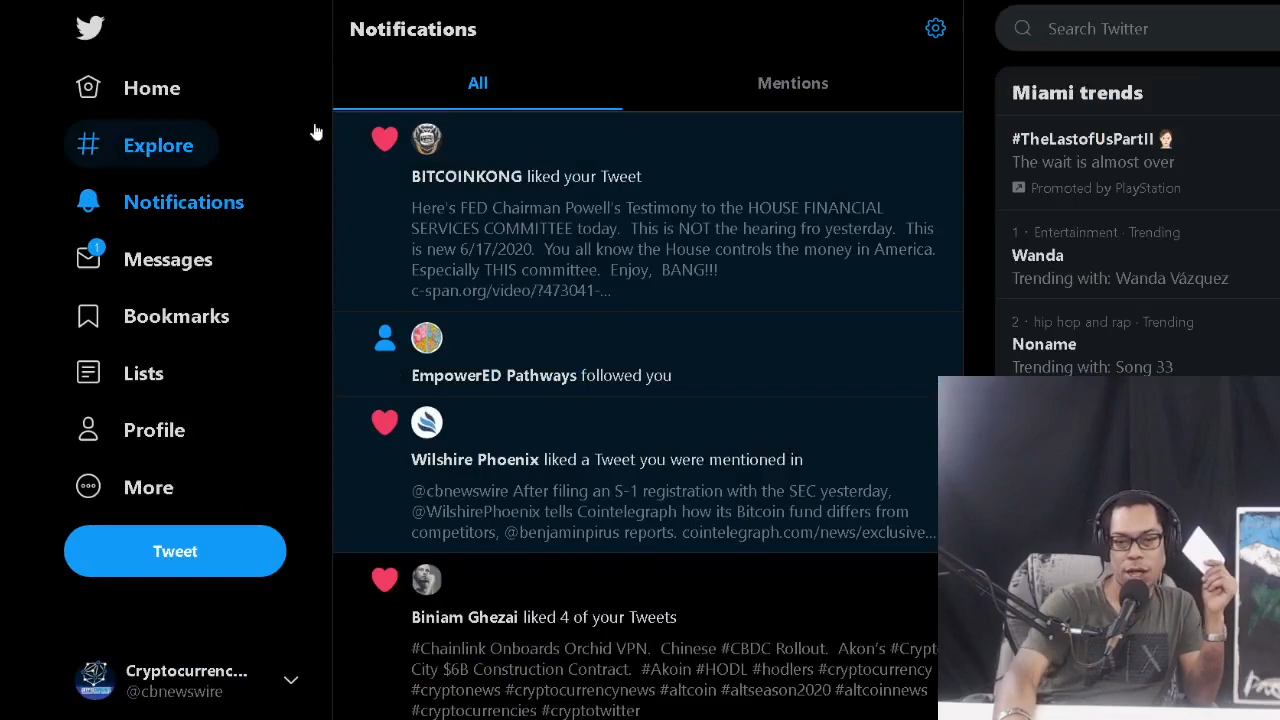 Home
Explore
Notifications
1
Messages
Bookmarks
Lists
Profile
More
Tweet
Cryptocurrenc...
@cbnewswire
Notifications
All
Mentions
BITCOINKONG liked your Tweet
Here's FED Chairman Powell's Testimony to the HOUSE FINANCIAL
SERVICES COMMITTEE today. This is NOT the hearing fro yesterday. This
is new 6/17/2020. You all know the House controls the money in America.
Especially THIS committee. Enjoy, BANG!!!
c-span.org/video/?473041-...
EmpowerED Pathways followed you
Wilshire Phoenix liked a Tweet you were mentioned in
@cbnewswire After filing an S-1 registration with the SEC yesterday,
@WilshirePhoenix tells Cointelegraph how its Bitcoin fund differs from
competitors, @benjaminpirus reports. cointelegraph.com/news/exclusive...
Biniam Ghezai liked 4 of your Tweets
#Chainlink Onboards Orchid VPN. Chinese #CBDC Rollout. Akon's #Crypt
City $6B Construction Contract. #Akoin #HODL #hodlers #cryptocurrency
#cryptonews #cryptocurrencynews #altcoin #altseason2020 #altcoinnews
#cryptocurrencies #cryptotwitter
Search Twitter
Miami trends
#TheLastofUsPartII
The wait is almost over
Promoted by PlayStation
1 · Entertainment · Trending
Wanda
Trending with: Wanda Vázquez
2 · hip hop and rap · Trending
Noname
Trending with: Song 33